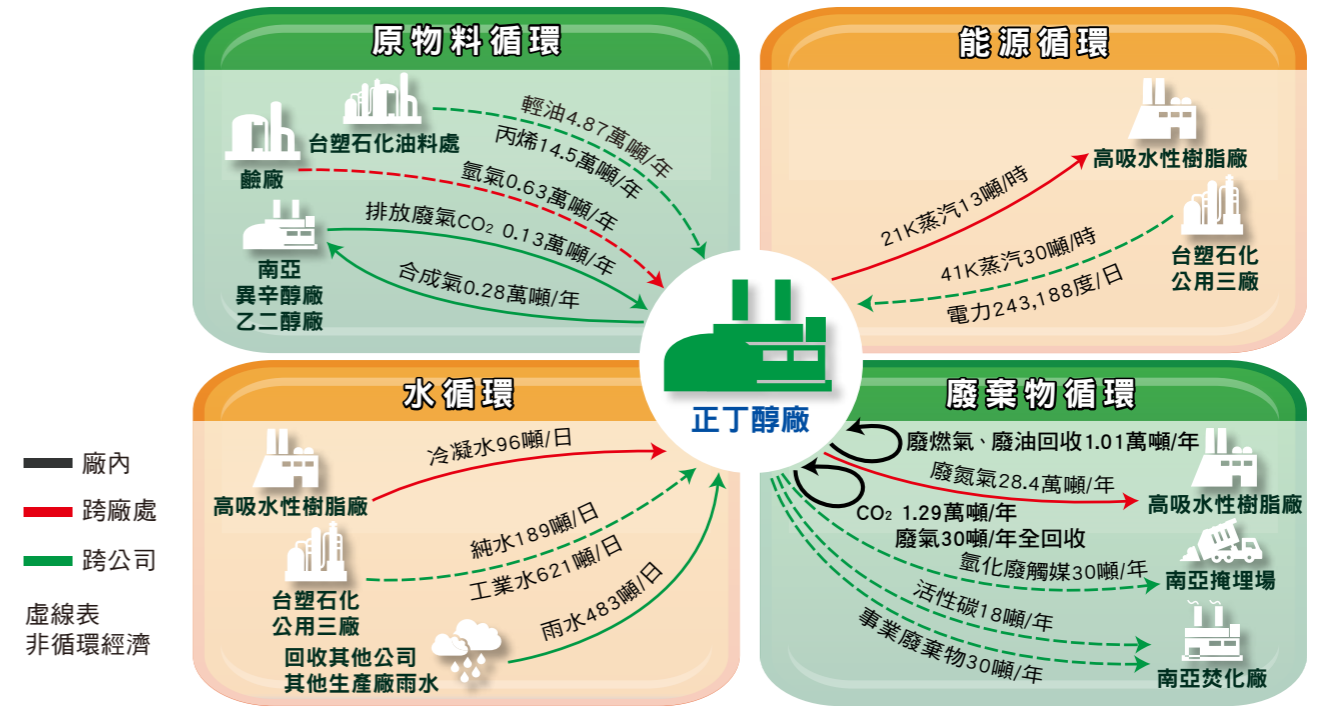 原物料循環
台塑石化油料處
鹼廠
南亞
異辛醇廠
乙二醇廠
輕油4.87萬噸/年
丙烯14.5萬噸/年
氫氣0.63萬噸/年
排放廢氣CO₂ 0.13萬噸/年
合成氣0.28萬噸/年
能源循環
高吸水性樹脂廠
21K蒸汽13噸/時
41K蒸汽30噸/時
電力243,188度/日
台塑石化
公用三廠
正丁醇廠
水循環
冷凝水96噸/日
高吸水性樹脂廠
純水189噸/日
工業水621噸/日
台塑石化
公用三廠
雨水483噸/日
回收其他公司
其他生產廠雨水
廢棄物循環
廢燃氣、廢油回收1.01萬噸/年
廢氮氣28.4萬噸/年
高吸水性樹脂廠
CO₂ 1.29萬噸/年
廢氣30噸/年全回收
氫化廢觸媒30噸/年
南亞掩埋場
活性碳18噸/年
事業廢棄物30噸/年
南亞焚化廠
廠內
跨廠處
跨公司
虛線表
非循環經濟